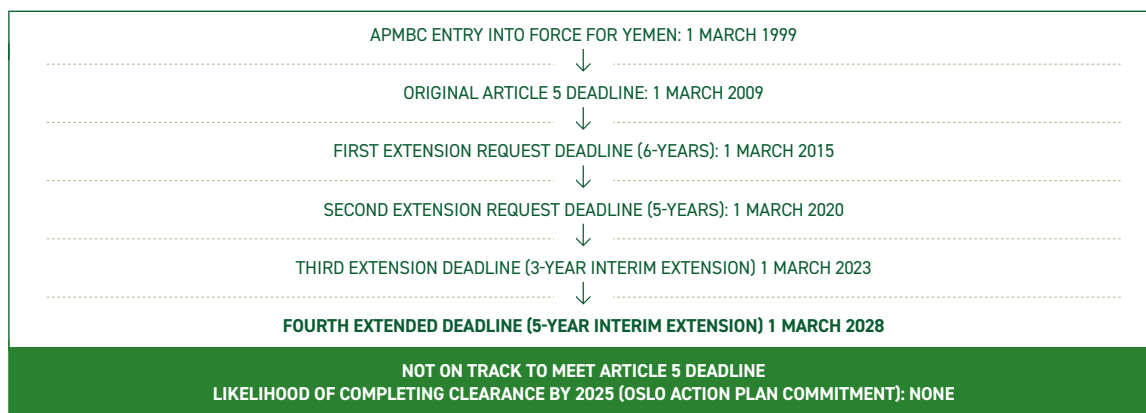 APMBC ENTRY INTO FORCE FOR YEMEN: 1 MARCH 1999
ORIGINAL ARTICLE 5 DEADLINE: 1 MARCH 2009
FIRST EXTENSION REQUEST DEADLINE (6-YEARS): 1 MARCH 2015
SECOND EXTENSION REQUEST DEADLINE (5-YEARS): 1 MARCH 2020
THIRD EXTENSION DEADLINE (3-YEAR INTERIM EXTENSION) 1 MARCH 2023
FOURTH EXTENDED DEADLINE (5-YEAR INTERIM EXTENSION) 1 MARCH 2028
NOT ON TRACK TO MEET ARTICLE 5 DEADLINE
LIKELIHOOD OF COMPLETING CLEARANCE BY 2025 (OSLO ACTION PLAN COMMITMENT): NONE